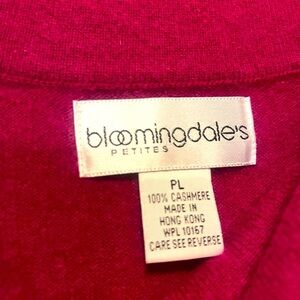 bloomingdale's
PETITES
PL
100% CASHMERE
MADE IN
HONG KONG
WPL 10167
CARE SEE REVERSE